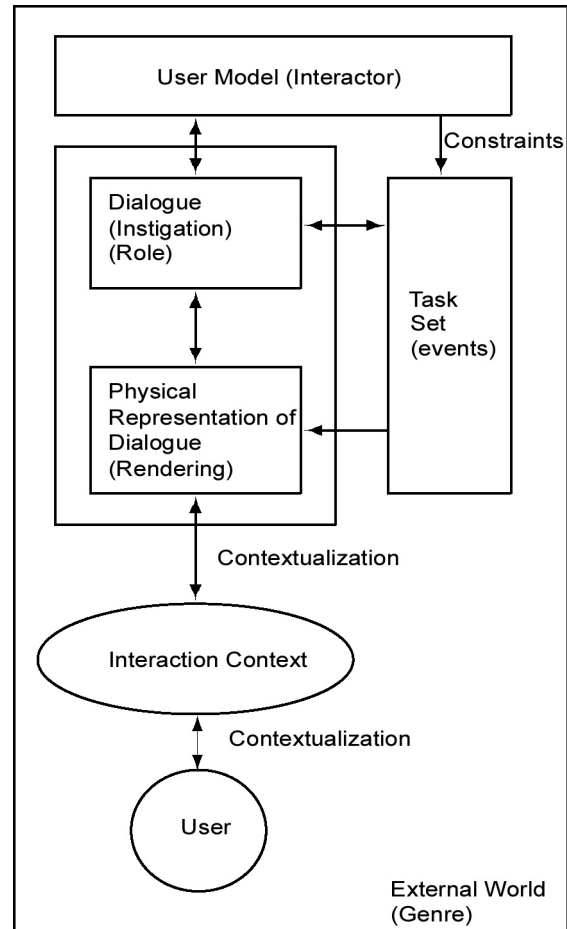 User Model (Interactor)
Constraints
Dialogue
(Instigation)
(Role)
Task
Set
(events)
Physical
Representation of
Dialogue
(Rendering)
Contextualization
Interaction Context
Contextualization
User
External World
(Genre)